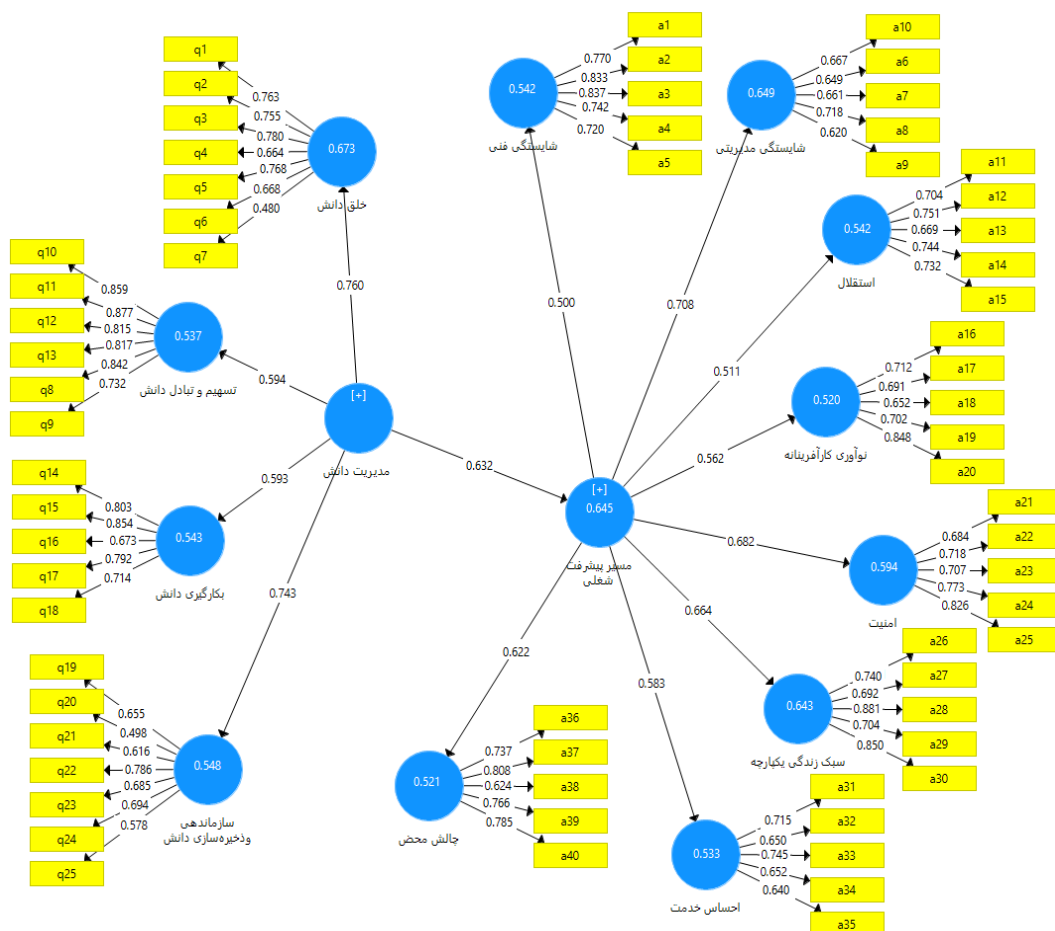 q1
q2
q3
q4
q5
q6
q7
0.763
0.755
0.780
0.664
0.768
0.668
0.480
0.673
خلق دانش
q10
q11
q12
q13
q8
q9
0.859
0.877
0.815
0.817
0.842
0.732
0.537
تسهیم و تبادل دانش
q14
q15
q16
q17
q18
0.803
0.854
0.673
0.792
0.714
0.543
بکارگیری دانش
q19
q20
q21
q22
q23
q24
q25
0.655
0.498
0.616
0.786
0.685
0.694
0.578
0.548
سازماندهی
وذخیره‌سازی دانش
0.760
0.594
0.593
0.743
[+]
مدیریت دانش
0.632
[+]
0.645
مسیر پیشرفت
شغلی
0.500
0.708
0.511
0.562
0.682
0.664
0.583
0.622
0.542
شایستگی فنی
0.770
0.833
0.837
0.742
0.720
a1
a2
a3
a4
a5
0.649
شایستگی مدیریتی
0.667
0.649
0.661
0.718
0.620
a10
a6
a7
a8
a9
0.542
استقلال
0.704
0.751
0.669
0.744
0.732
a11
a12
a13
a14
a15
0.520
نوآوری کارآفرینانه
0.712
0.691
0.652
0.702
0.848
a16
a17
a18
a19
a20
0.594
امنیت
0.684
0.718
0.707
0.773
0.826
a21
a22
a23
a24
a25
0.643
سبک زندگی یکپارچه
0.740
0.692
0.881
0.704
0.850
a26
a27
a28
a29
a30
0.533
احساس خدمت
0.715
0.650
0.745
0.652
0.640
a31
a32
a33
a34
a35
0.521
چالش محض
0.737
0.808
0.624
0.766
0.785
a36
a37
a38
a39
a40